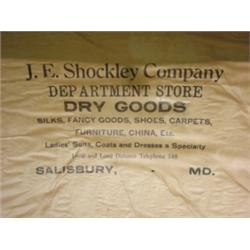 J. E. Shockley Company
DEPARTMENT STORE
DRY GOODS
SILKS, FANCY GOODS, SHOES, CARPETS,
FURNITURE, CHINA, Etc.
Ladies' Suits, Coats and Dresses a Specialty
Local and Long Distance Telephone
SALISBURY, - MD.